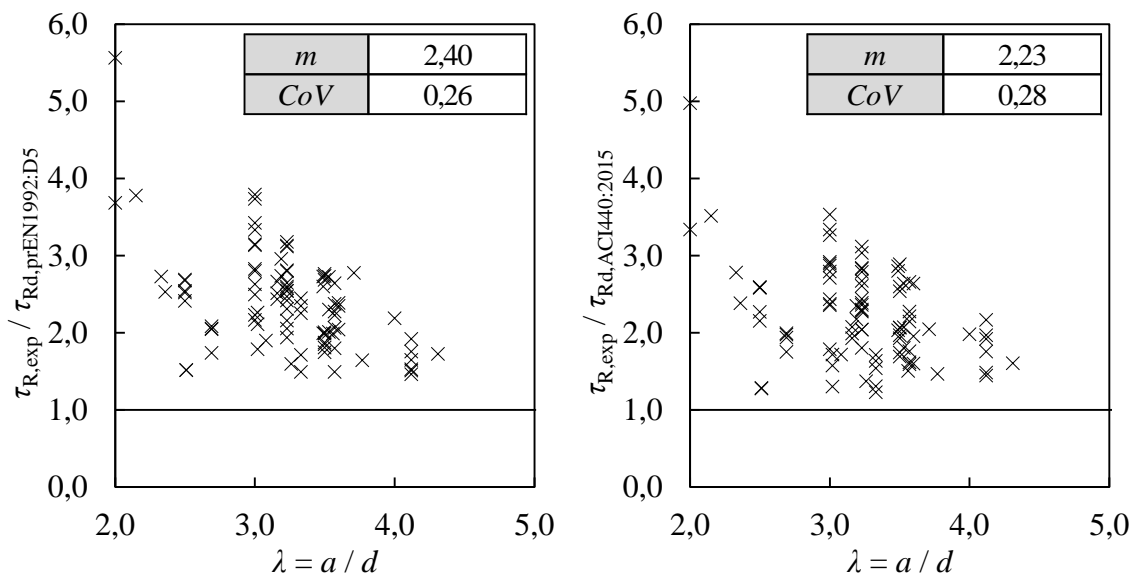 τR,exp / τRd,prEN1992:D5
6,0
5,0
4,0
3,0
2,0
1,0
0,0
m 2,40
CoV 0,26
2,0 3,0 4,0 5,0
λ = a / d
τR,exp / τRd,ACI440:2015
6,0
5,0
4,0
3,0
2,0
1,0
0,0
m 2,23
CoV 0,28
2,0 3,0 4,0 5,0
λ = a / d